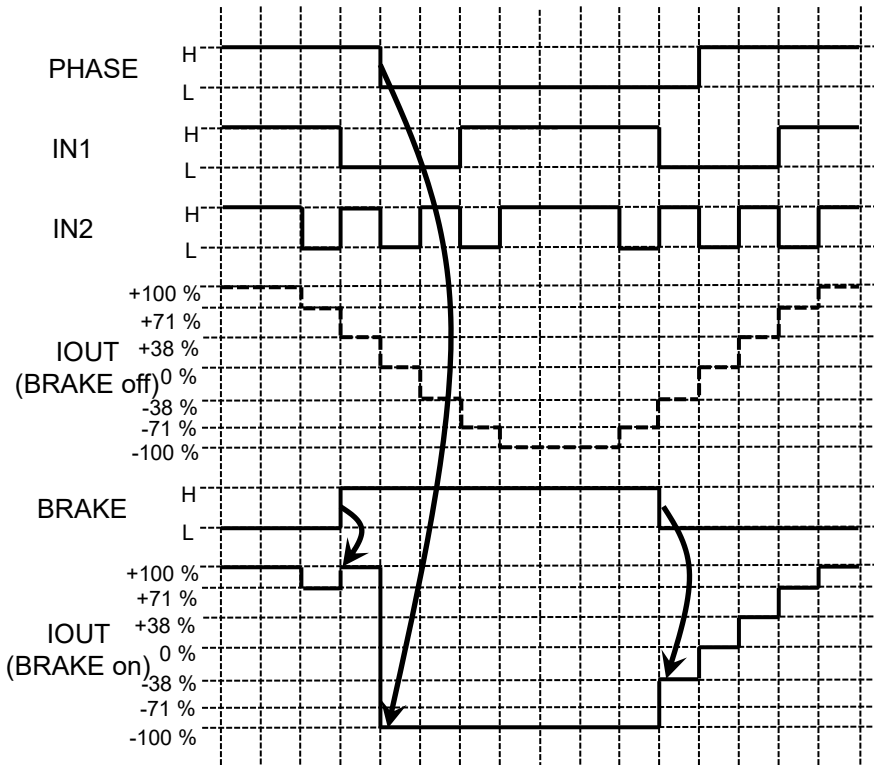 H
PHASE
L
H
IN1
L
H
IN2
L
+100 %
+71 %
+38 %
IOUT
(BRAKE off)
0 %
-38 %
-71 %
-100 %
H
BRAKE
L
+100 %
+71 %
+38 %
IOUT
0 %
(BRAKE on)
-38 %
-71 %
-100 %